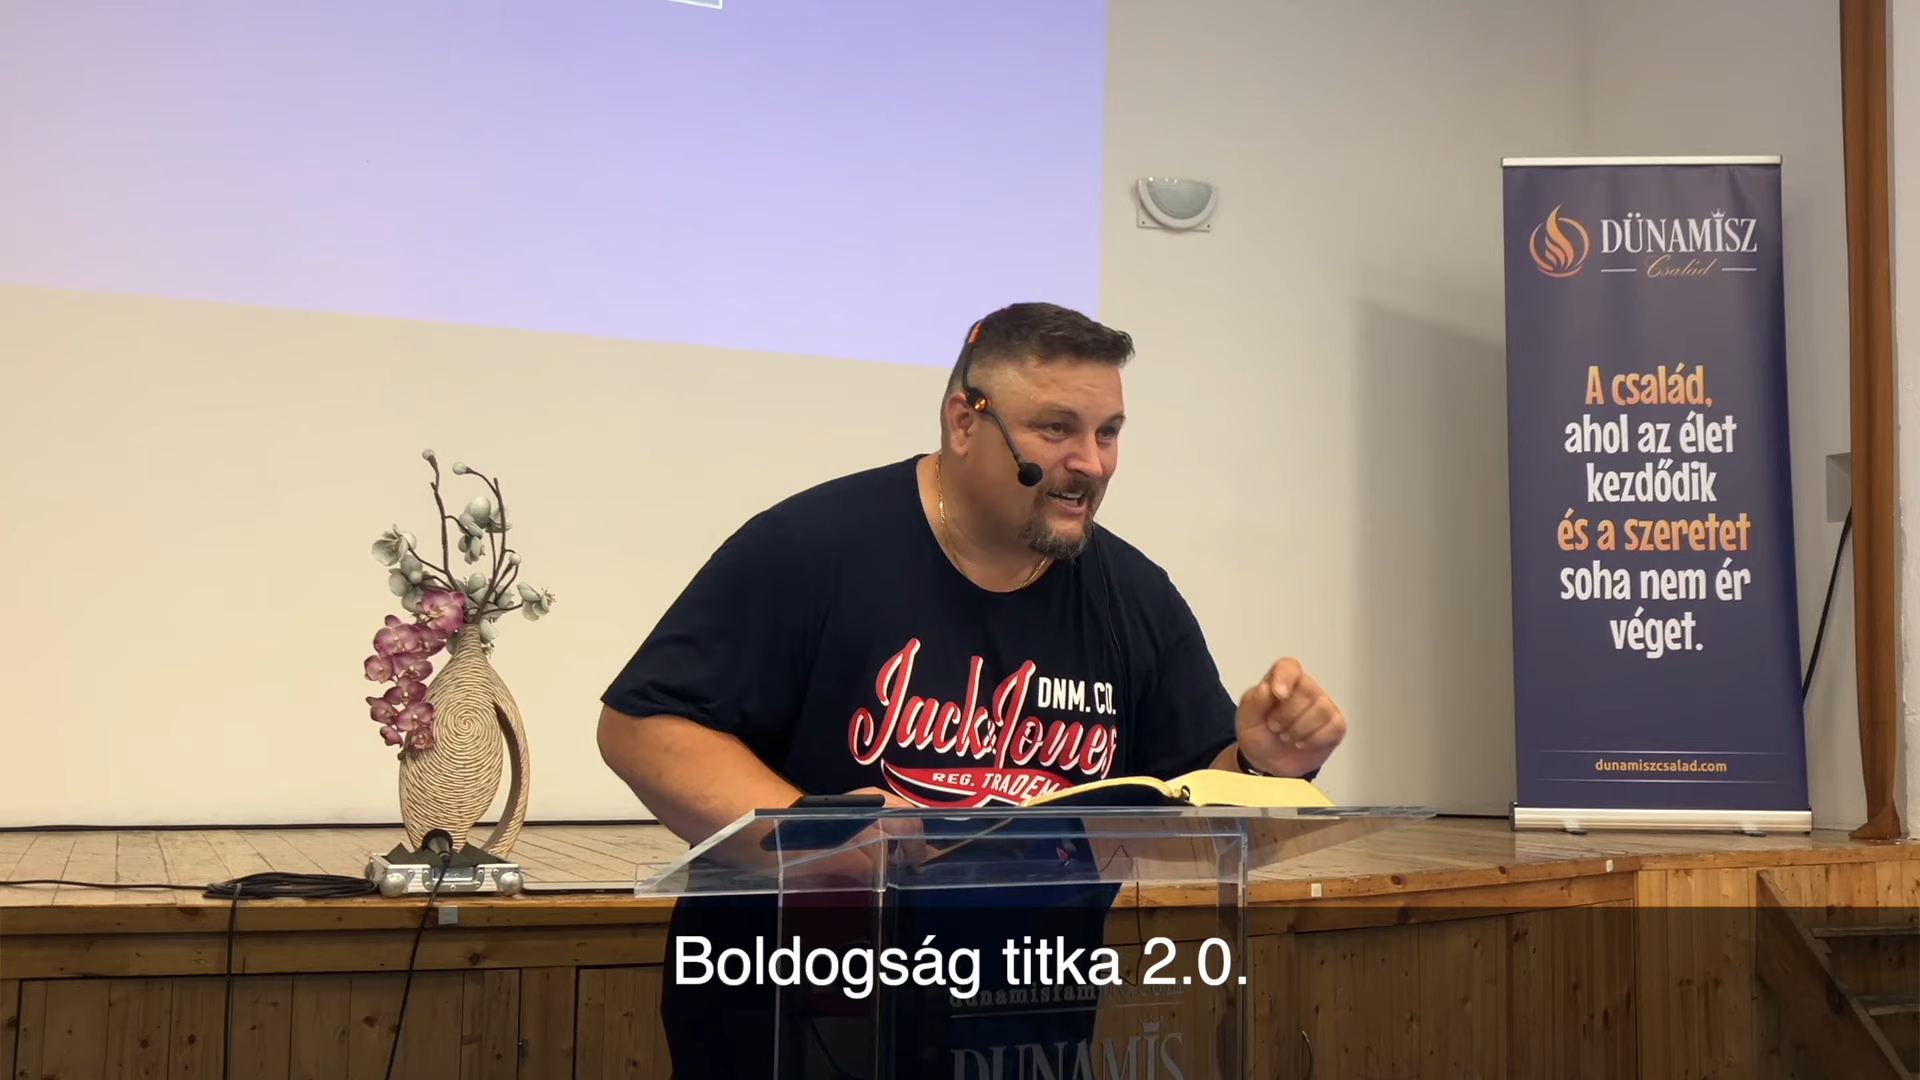 DÜNAMISZ
Család
A család,
ahol az élet
kezdődik
és a szeretet
soha nem ér
véget.
dunamiszcsalad.com
DNM. CO.
Jack & Jones
REG. TRADEM
Boldogság titka 2.0.
DUNAMIS